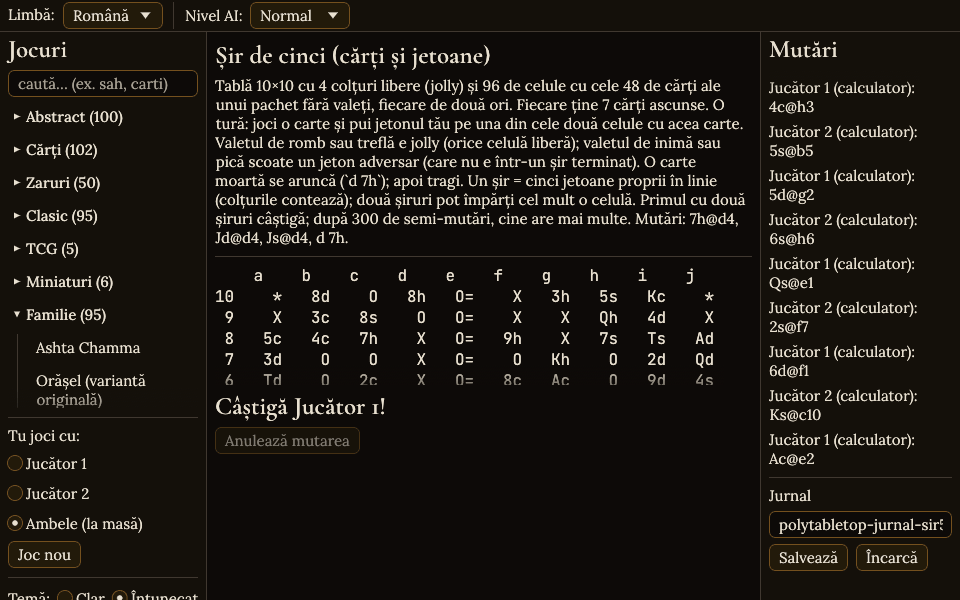 Limbă: Română ▼ Nivel AI: Normal ▼
Jocuri
caută... (ex. sah, carti)
▸ Abstract (100)
▸ Cărți (102)
▸ Zaruri (50)
▸ Clasic (95)
▸ TCG (5)
▸ Miniaturi (6)
▾ Familie (95)
Ashta Chamma
Orășel (variantă
originală)
Tu joci cu:
Jucător 1
Jucător 2
Ambele (la masă)
Joc nou
Temă: Clar Întunecat
Șir de cinci (cărți și jetoane)
Tablă 10×10 cu 4 colțuri libere (jolly) și 96 de celule cu cele 48 de cărți ale
unui pachet fără valeți, fiecare de două ori. Fiecare ține 7 cărți ascunse. O
tură: joci o carte și pui jetonul tău pe una din cele două celule cu acea carte.
Valetul de romb sau treflă e jolly (orice celulă liberă); valetul de inimă sau
pică scoate un jeton adversar (care nu e într-un șir terminat). O carte
moartă se aruncă (`d 7h`); apoi tragi. Un șir = cinci jetoane proprii în linie
(colțurile contează); două șiruri pot împărți cel mult o celulă. Primul cu două
șiruri câștigă; după 300 de semi-mutări, cine are mai multe. Mutări: 7h@d4,
Jd@d4, Js@d4, d 7h.
a b c d e f g h i j
10 * 8d O 8h O= X 3h 5s Kc *
9 X 3c 8s O O= X X Qh 4d X
8 5c 4c 7h X O= 9h X 7s Ts Ad
7 3d O O X O= O Kh O 2d Qd
6 Td O 2c X O= 8c Ac O 9d 4s
Câștigă Jucător 1!
Anulează mutarea
Mutări
Jucător 1 (calculator):
4c@h3
Jucător 2 (calculator):
5s@b5
Jucător 1 (calculator):
5d@g2
Jucător 2 (calculator):
6s@h6
Jucător 1 (calculator):
Qs@e1
Jucător 2 (calculator):
2s@f7
Jucător 1 (calculator):
6d@f1
Jucător 2 (calculator):
Ks@c10
Jucător 1 (calculator):
Ac@e2
Jurnal
polytabletop-jurnal-sir5
Salvează Încarcă